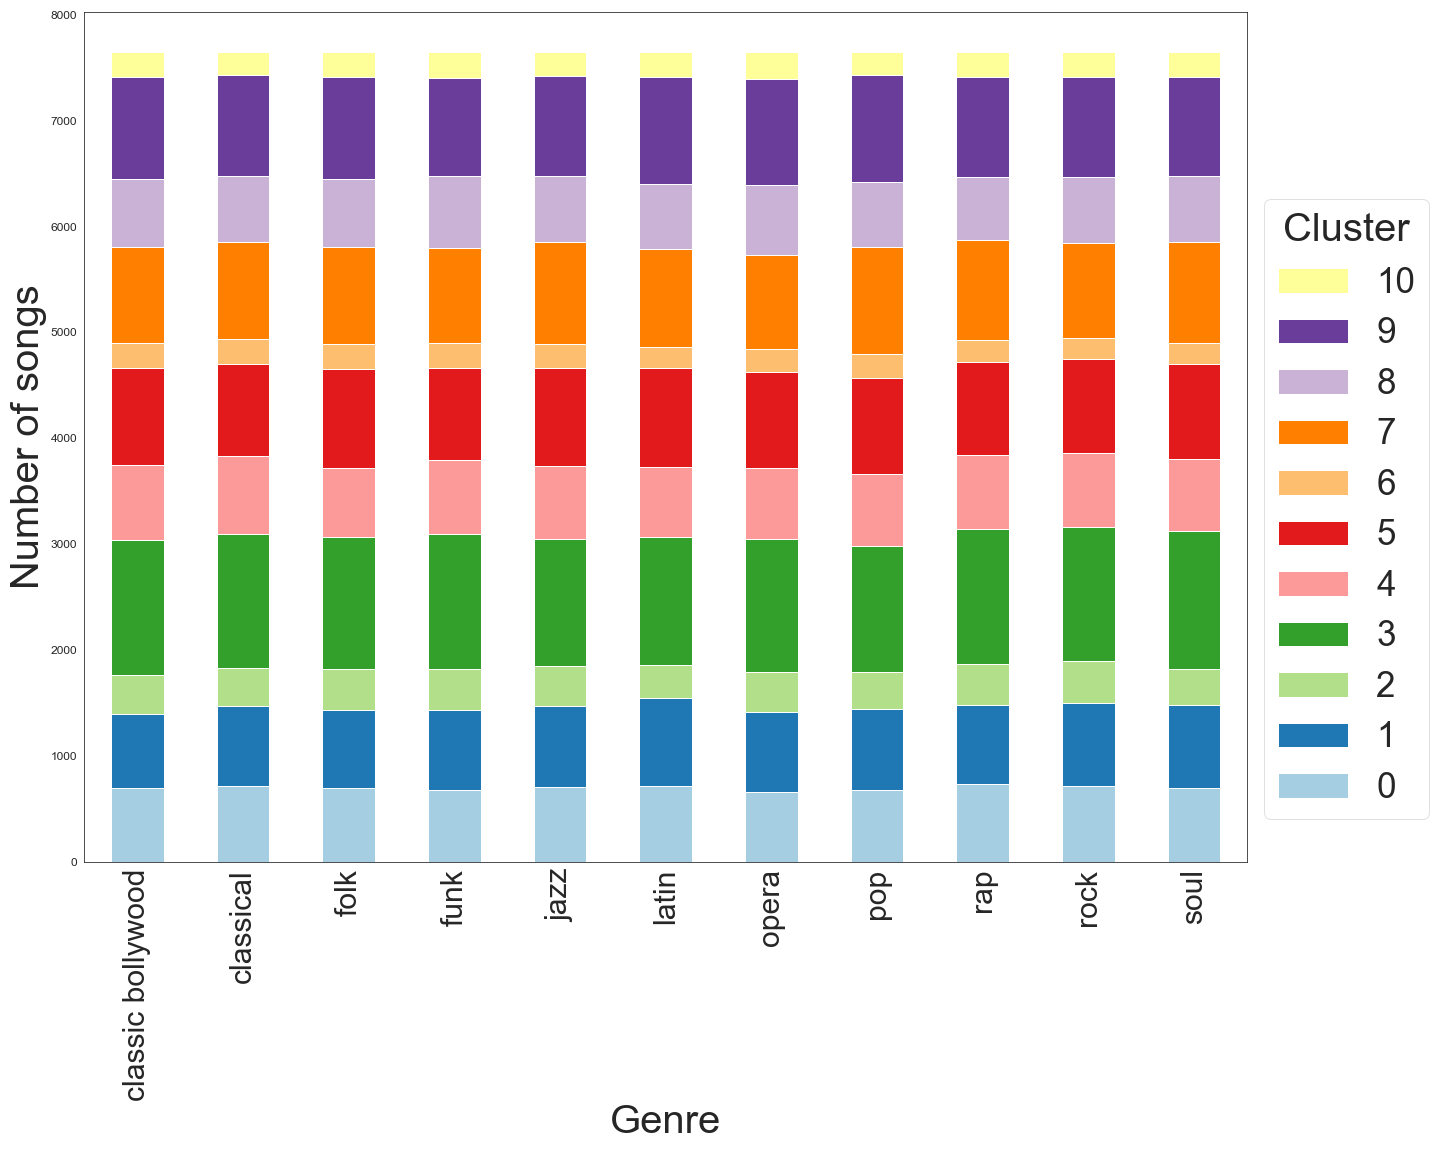 8000
7000
6000
5000
4000
3000
2000
1000
0
Number of songs
classic bollywood
classical
folk
funk
jazz
latin
opera
pop
rap
rock
soul
Genre
Cluster
10
9
8
7
6
5
4
3
2
1
0